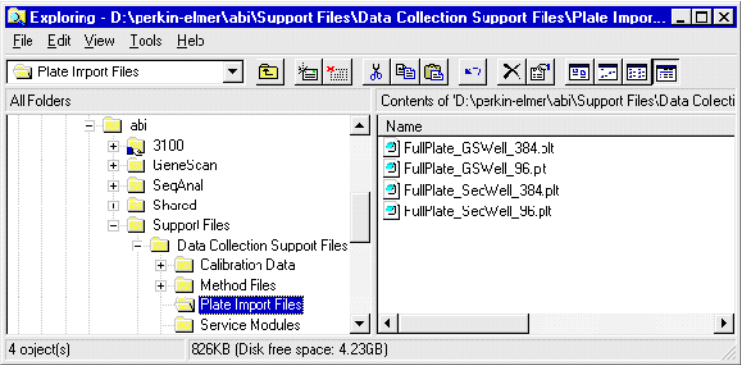 Exploring - D:\perkin-elmer\abi\Support Files\Data Collection Support Files\Plate Impor...
File Edit View Tools Help
Plate Import Files
All Folders
Contents of 'D:\perkin-elmer\abi\Support Files\Data Colecti
abi
Name
3100
FullPlate_GSWell_384.plt
GeneScan
FullPlate_GSWell_96.plt
SeqAnal
FullPlate_SecWell_384.plt
Shared
FullPlate_SecWell_96.plt
Support Files
Data Collection Support Files
Calibration Data
Method Files
Plate Import Files
Service Modules
4 object(s)
826KB (Disk free space: 4.23GB)